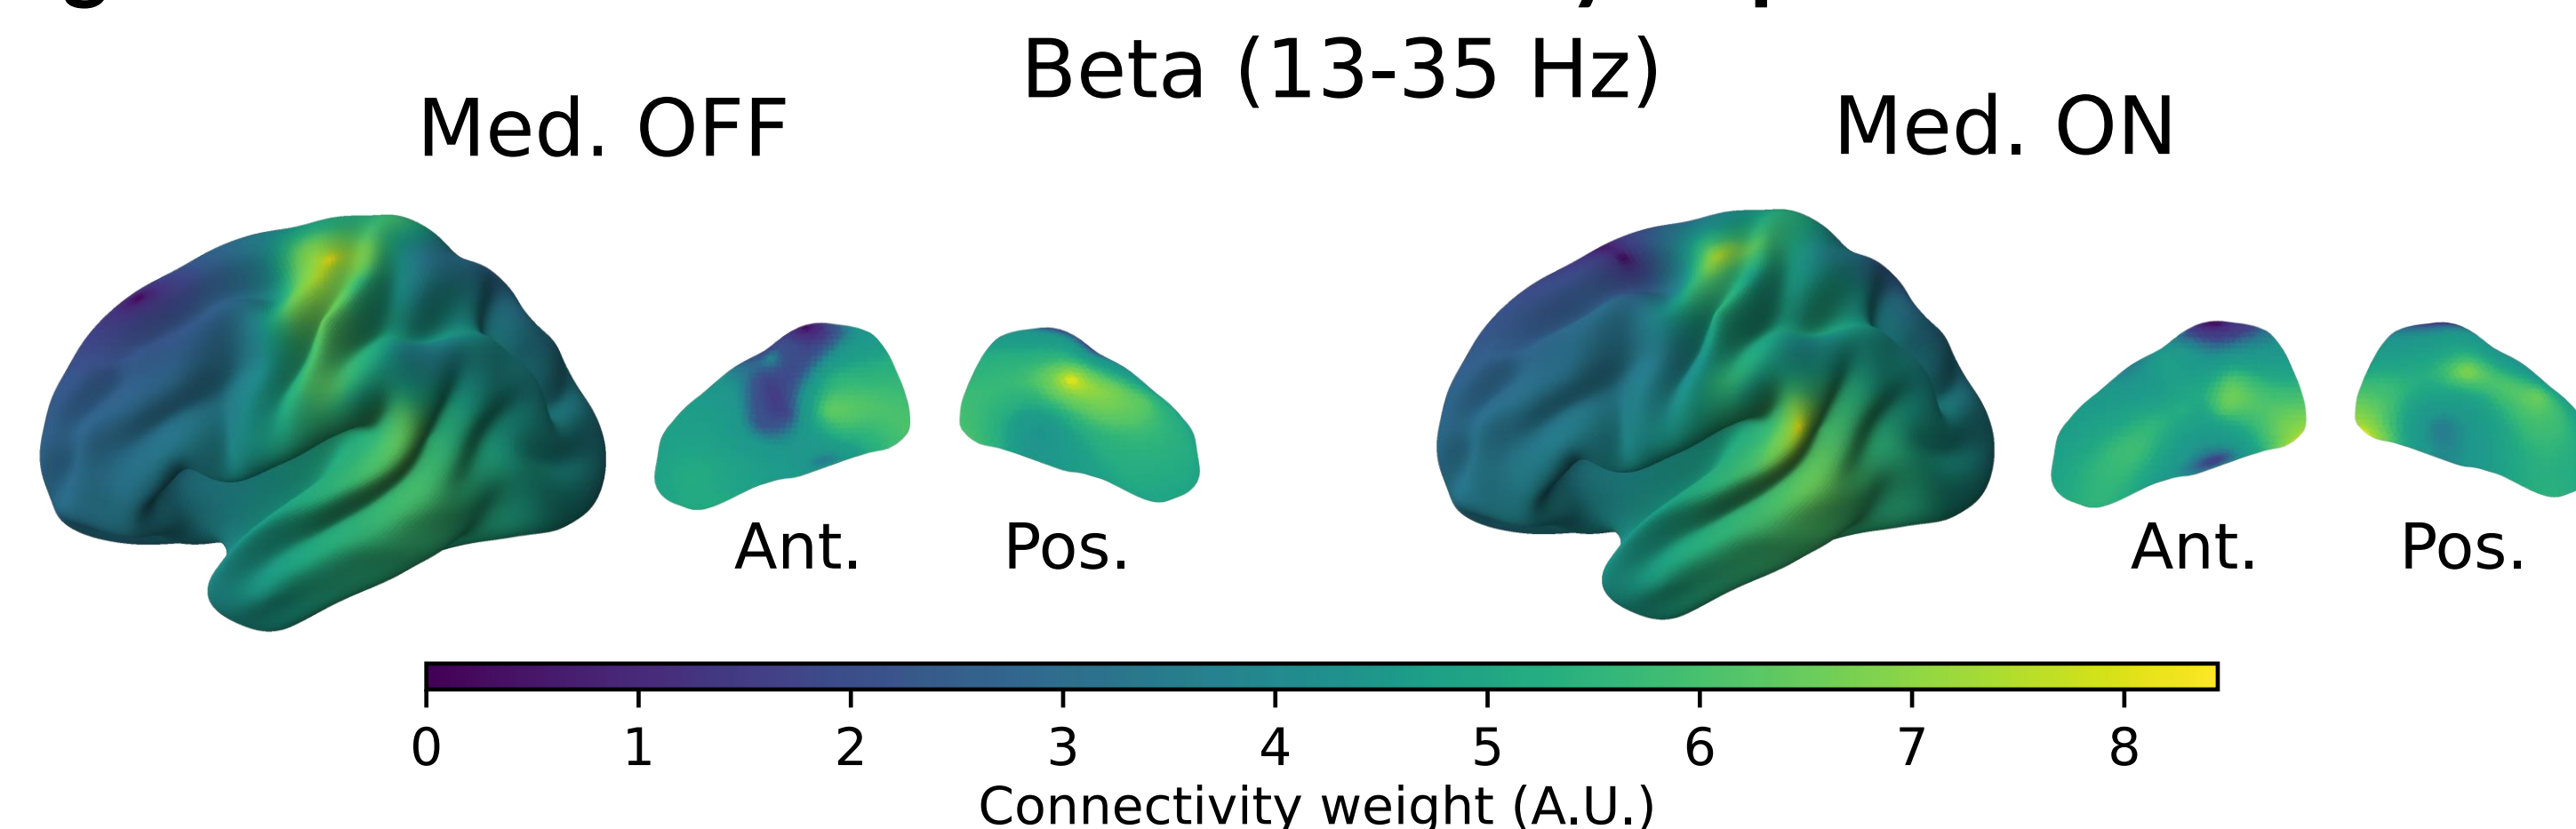 Beta (13-35 Hz)
Med. OFF
Med. ON
Ant.
Pos.
Ant.
Pos.
0 1 2 3 4 5 6 7 8
Connectivity weight (A.U.)